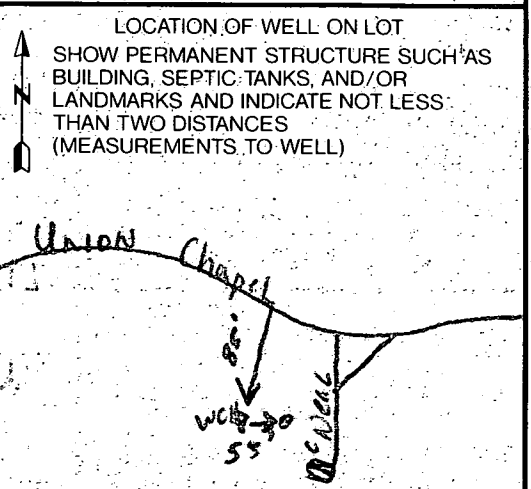 LOCATION OF WELL ON LOT
SHOW PERMANENT STRUCTURE SUCH AS
BUILDING, SEPTIC TANKS, AND/OR
LANDMARKS AND INDICATE NOT LESS
THAN TWO DISTANCES
(MEASUREMENTS TO WELL)
N
UNION Chapel
McNeal
55